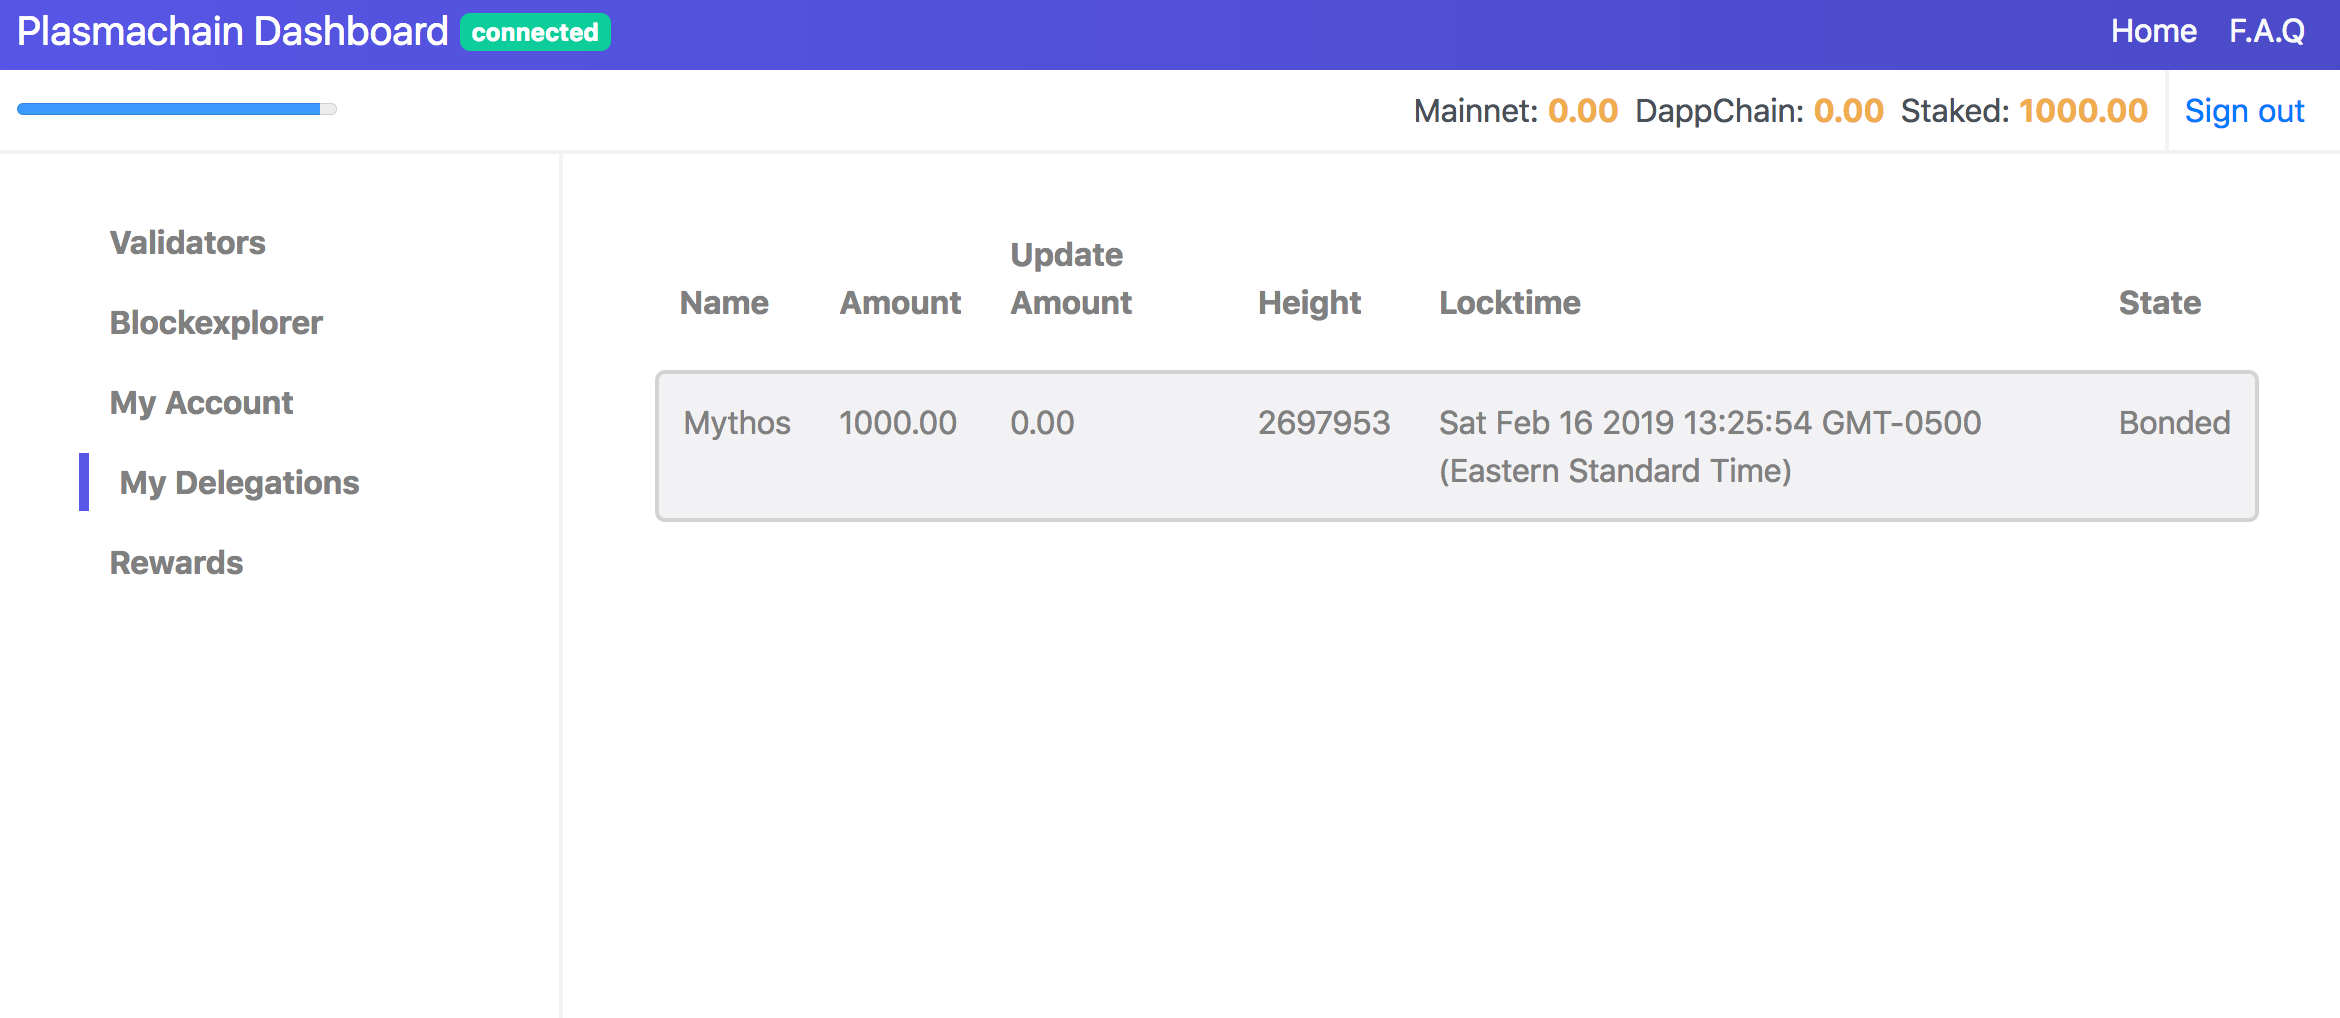 Plasmachain Dashboard connected Home F.A.Q
Mainnet: 0.00 DappChain: 0.00 Staked: 1000.00 Sign out
Validators
Blockexplorer
My Account
My Delegations
Rewards
Name Amount Update Amount Height Locktime State
Mythos 1000.00 0.00 2697953 Sat Feb 16 2019 13:25:54 GMT-0500 Bonded
(Eastern Standard Time)